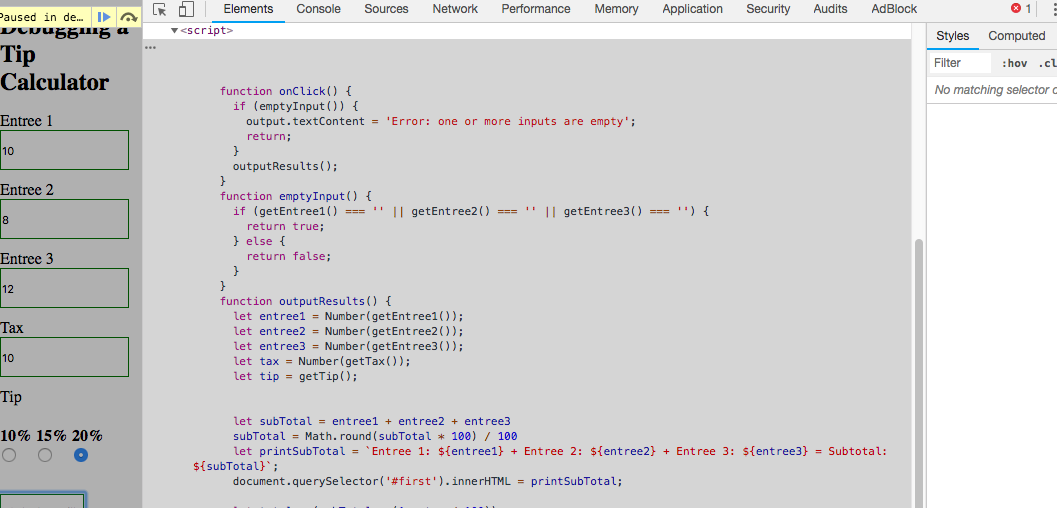 Paused in de…
Elements Console Sources Network Performance Memory Application Security Audits AdBlock
1
Debugging a
Tip
Calculator
Entree 1
10
Entree 2
8
Entree 3
12
Tax
10
Tip
10% 15% 20%
▼<script>
…
function onClick() {
if (emptyInput()) {
output.textContent = 'Error: one or more inputs are empty';
return;
}
outputResults();
}
function emptyInput() {
if (getEntree1() === '' || getEntree2() === '' || getEntree3() === '') {
return true;
} else {
return false;
}
}
function outputResults() {
let entree1 = Number(getEntree1());
let entree2 = Number(getEntree2());
let entree3 = Number(getEntree3());
let tax = Number(getTax());
let tip = getTip();
let subTotal = entree1 + entree2 + entree3
subTotal = Math.round(subTotal * 100) / 100
let printSubTotal = `Entree 1: ${entree1} + Entree 2: ${entree2} + Entree 3: ${entree3} = Subtotal:
${subTotal}`;
document.querySelector('#first').innerHTML = printSubTotal;
Styles Computed
Filter :hov .cl
No matching selector o